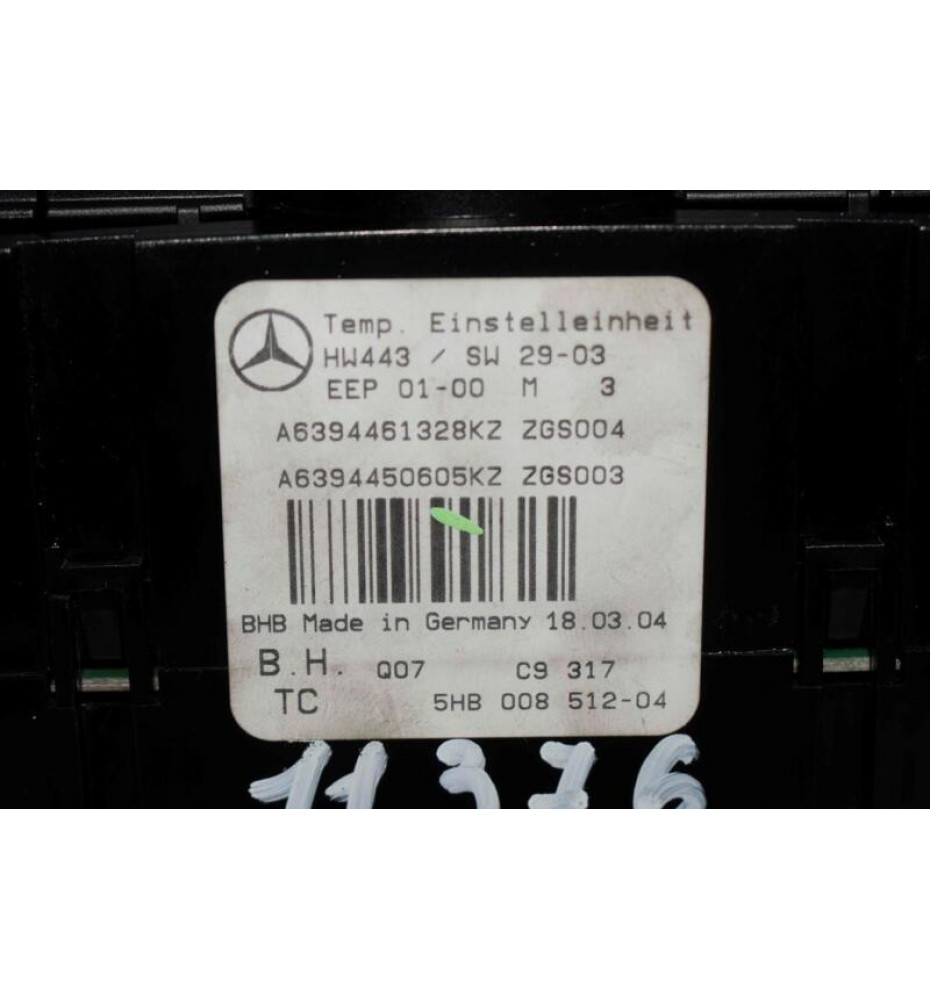 Temp. Einstelleinheit
HW443 / SW 29-03
EEP 01-00 M 3
A6394461328KZ ZGS004
A6394450605KZ ZGS003
BHB Made in Germany 18.03.04
B.H. Q07 C9 317
TC 5HB 008 512-04
11376